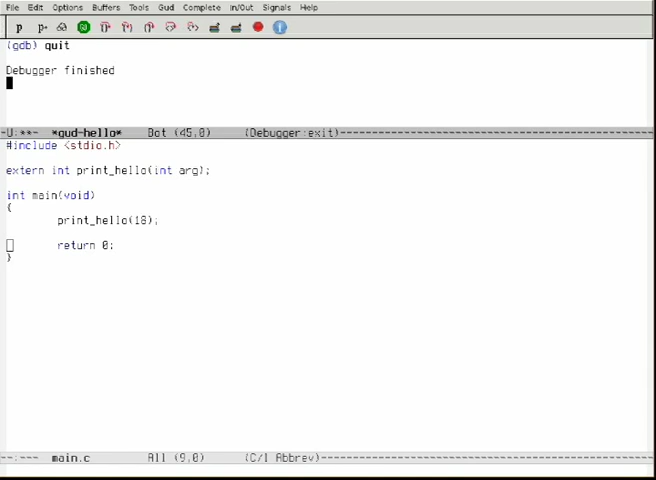 File Edit Options Buffers Tools Gud Complete In/Out Signals Help
p p* GO
(gdb) quit
Debugger finished
-U:**- *gud-hello* Bot (45,0) (Debugger:exit)
#include <stdio.h>
extern int print_hello(int arg);
int main(void)
{
print_hello(18);
return 0;
}
--:--- main.c All (9,0) (C/l Abbrev)